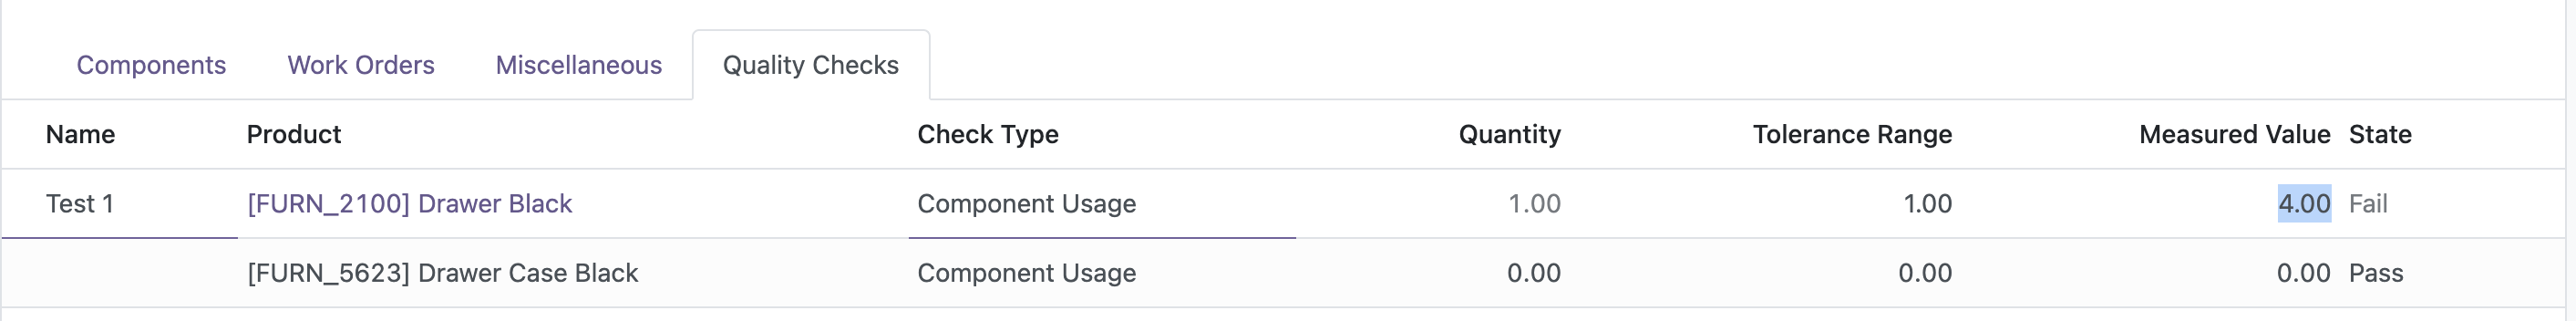 Components Work Orders Miscellaneous Quality Checks
Name Product Check Type Quantity Tolerance Range Measured Value State
Test 1 [FURN_2100] Drawer Black Component Usage 1.00 1.00 4.00 Fail
[FURN_5623] Drawer Case Black Component Usage 0.00 0.00 0.00 Pass